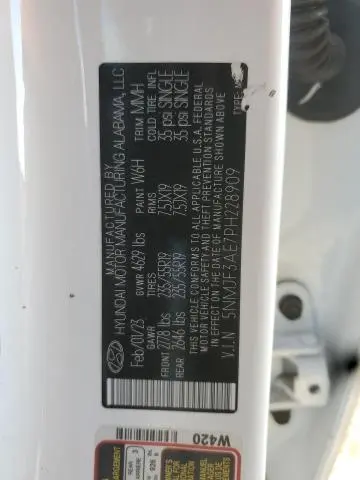 MANUFACTURED BY
HYUNDAI MOTOR MANUFACTURING ALABAMA, LLC
Feb/01/23 GVWR 4629 lbs PAINT W6H TRIM MMH
GAWR TIRES RIMS COLD TIRE INFL
FRONT 2778 lbs 235/55R19 7.5JX19 35 psi SINGLE
REAR 2646 lbs 235/55R19 7.5JX19 35 psi SINGLE
THIS VEHICLE CONFORMS TO ALL APPLICABLE U.S.A. FEDERAL
MOTOR VEHICLE SAFETY AND THEFT PREVENTION STANDARDS
IN EFFECT ON THE DATE OF MANUFACTURE SHOWN ABOVE.
V.I.N 5NMJF3AE7PH228909 TYPE:
W420
REAR 3